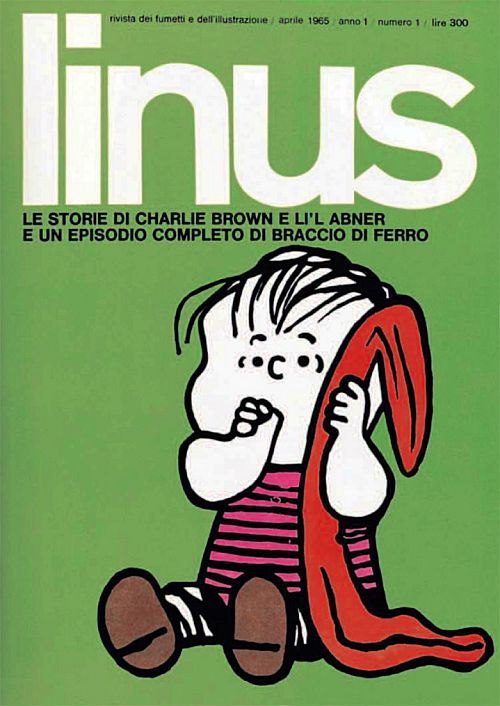 rivista dei fumetti e dell'illustrazione / aprile 1965 / anno 1 / numero 1 / lire 300
linus
LE STORIE DI CHARLIE BROWN E LI'L ABNER
E UN EPISODIO COMPLETO DI BRACCIO DI FERRO